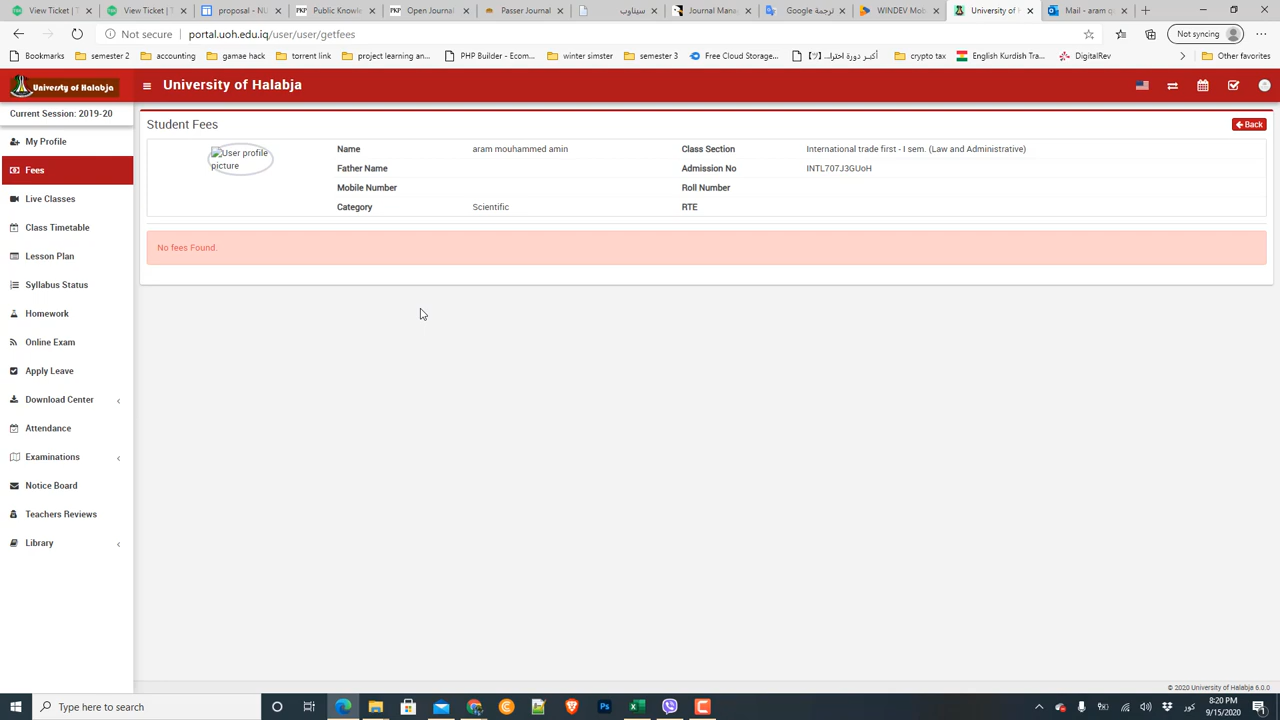 View Ticket | T
View Ticket | T
proposal - NU
Public Knowle
Open Journal
Passer Journal
سيتاوب
Journal Mana
ترجمة Google
WINDEV Mob
University of H
Mail - aram q
Not secure
portal.uoh.edu.iq/user/user/getfees
Not syncing
Bookmarks
semester 2
accounting
gamae hack
torrent link
project learning an...
PHP Builder - Ecom...
winter simster
semester 3
Free Cloud Storage...
أكبر دورة احترا... [ツ]
crypto tax
English Kurdish Tra...
DigitalRev
Other favorites
University of Halabja
University of Halabja
Current Session: 2019-20
My Profile
Fees
Live Classes
Class Timetable
Lesson Plan
Syllabus Status
Homework
Online Exam
Apply Leave
Download Center
Attendance
Examinations
Notice Board
Teachers Reviews
Library
Student Fees
Back
User profile picture
Name aram mouhammed amin Class Section International trade first - I sem. (Law and Administrative)
Father Name Admission No INTL707J3GUoH
Mobile Number Roll Number
Category Scientific RTE
No fees Found.
© 2020 University of Halabja 6.0.0
Type here to search
8:20 PM
9/15/2020